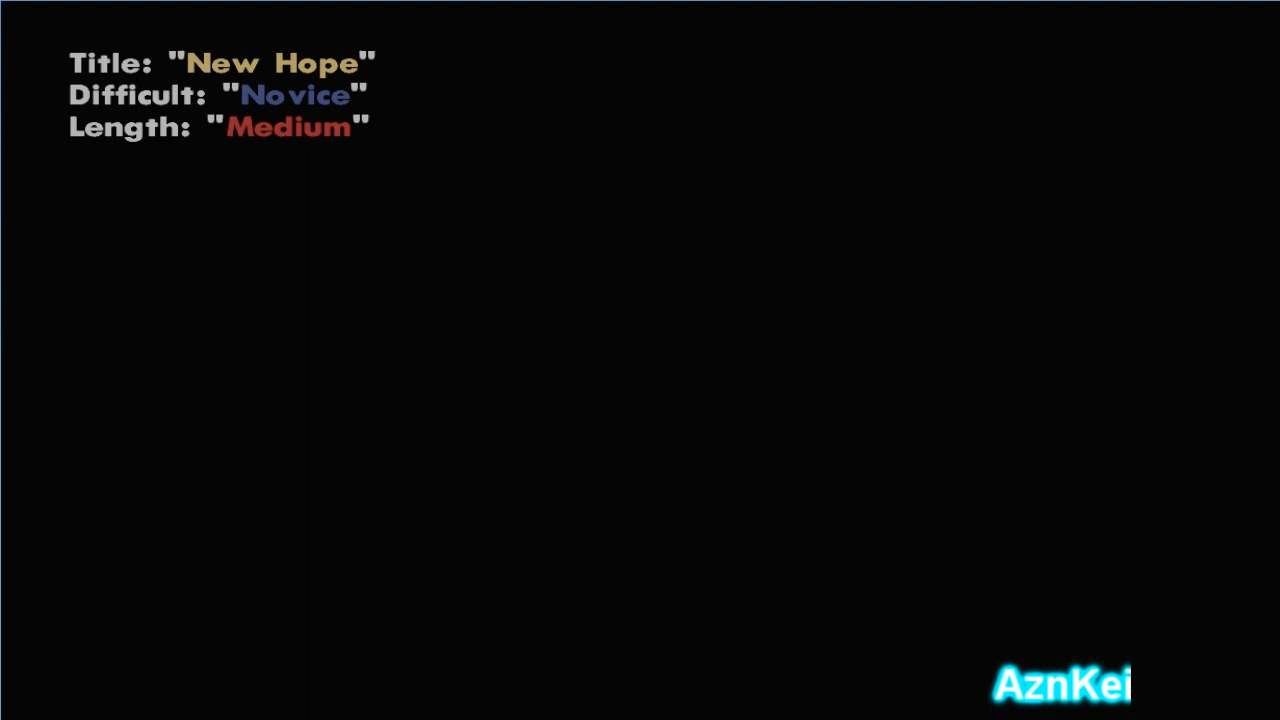 Title: "New Hope"
Difficult: "Novice"
Length: "Medium"
AznKei